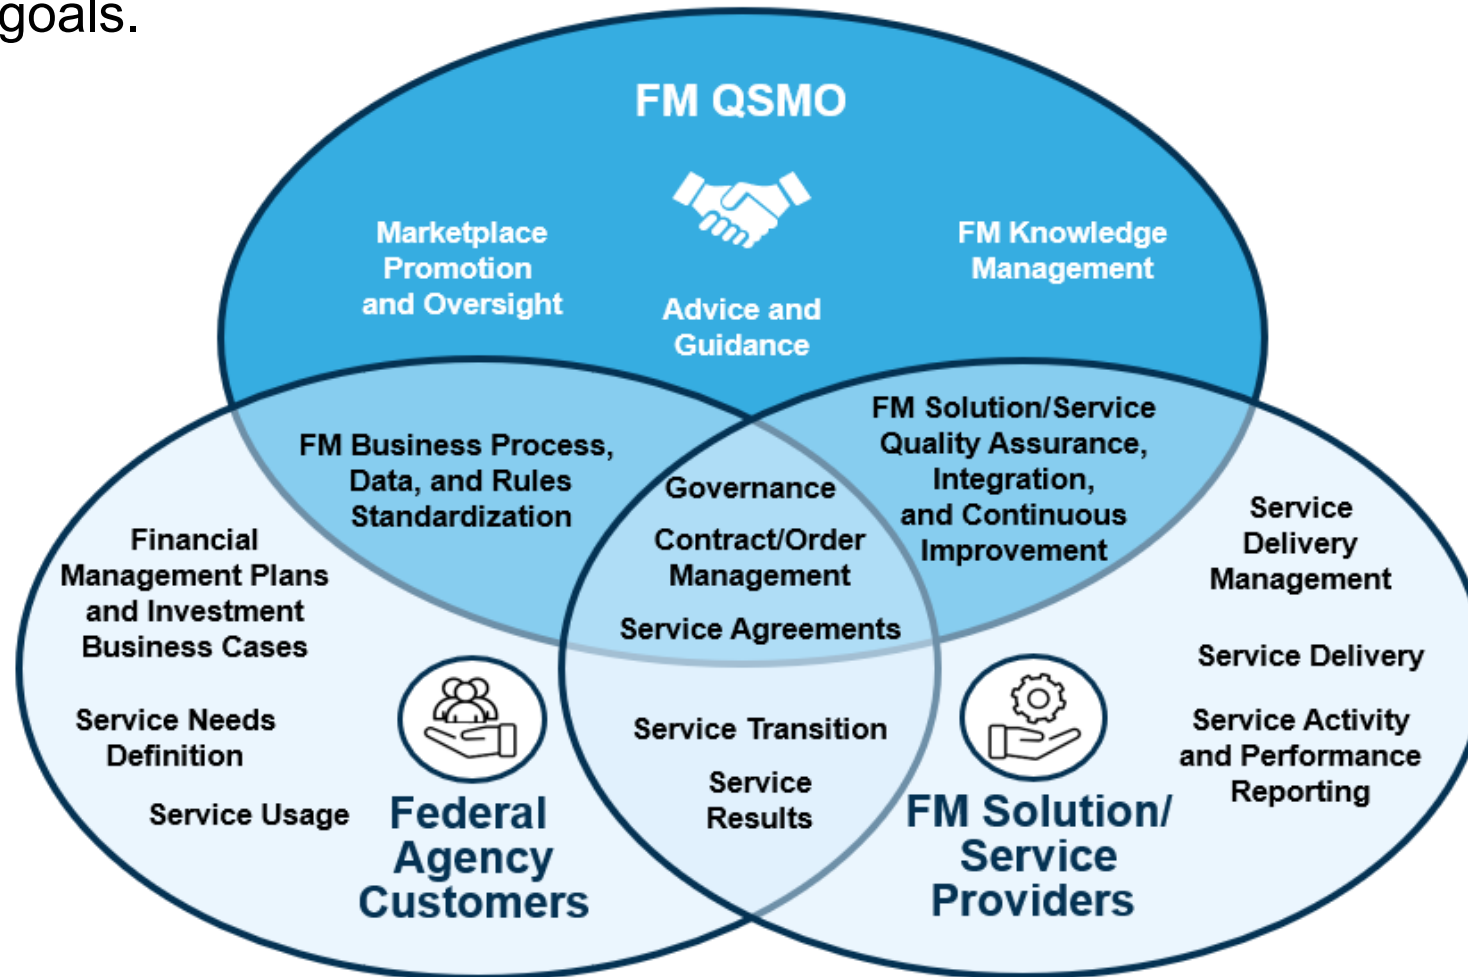 goals.
FM QSMO
Marketplace
Promotion
and Oversight
Advice and
Guidance
FM Knowledge
Management
FM Business Process,
Data, and Rules
Standardization
Governance
Contract/Order
Management
Service Agreements
FM Solution/Service
Quality Assurance,
Integration,
and Continuous
Improvement
Financial
Management Plans
and Investment
Business Cases
Service Needs
Definition
Service Usage
Federal
Agency
Customers
Service Transition
Service
Results
FM Solution/
Service
Providers
Service
Delivery
Management
Service Delivery
Service Activity
and Performance
Reporting